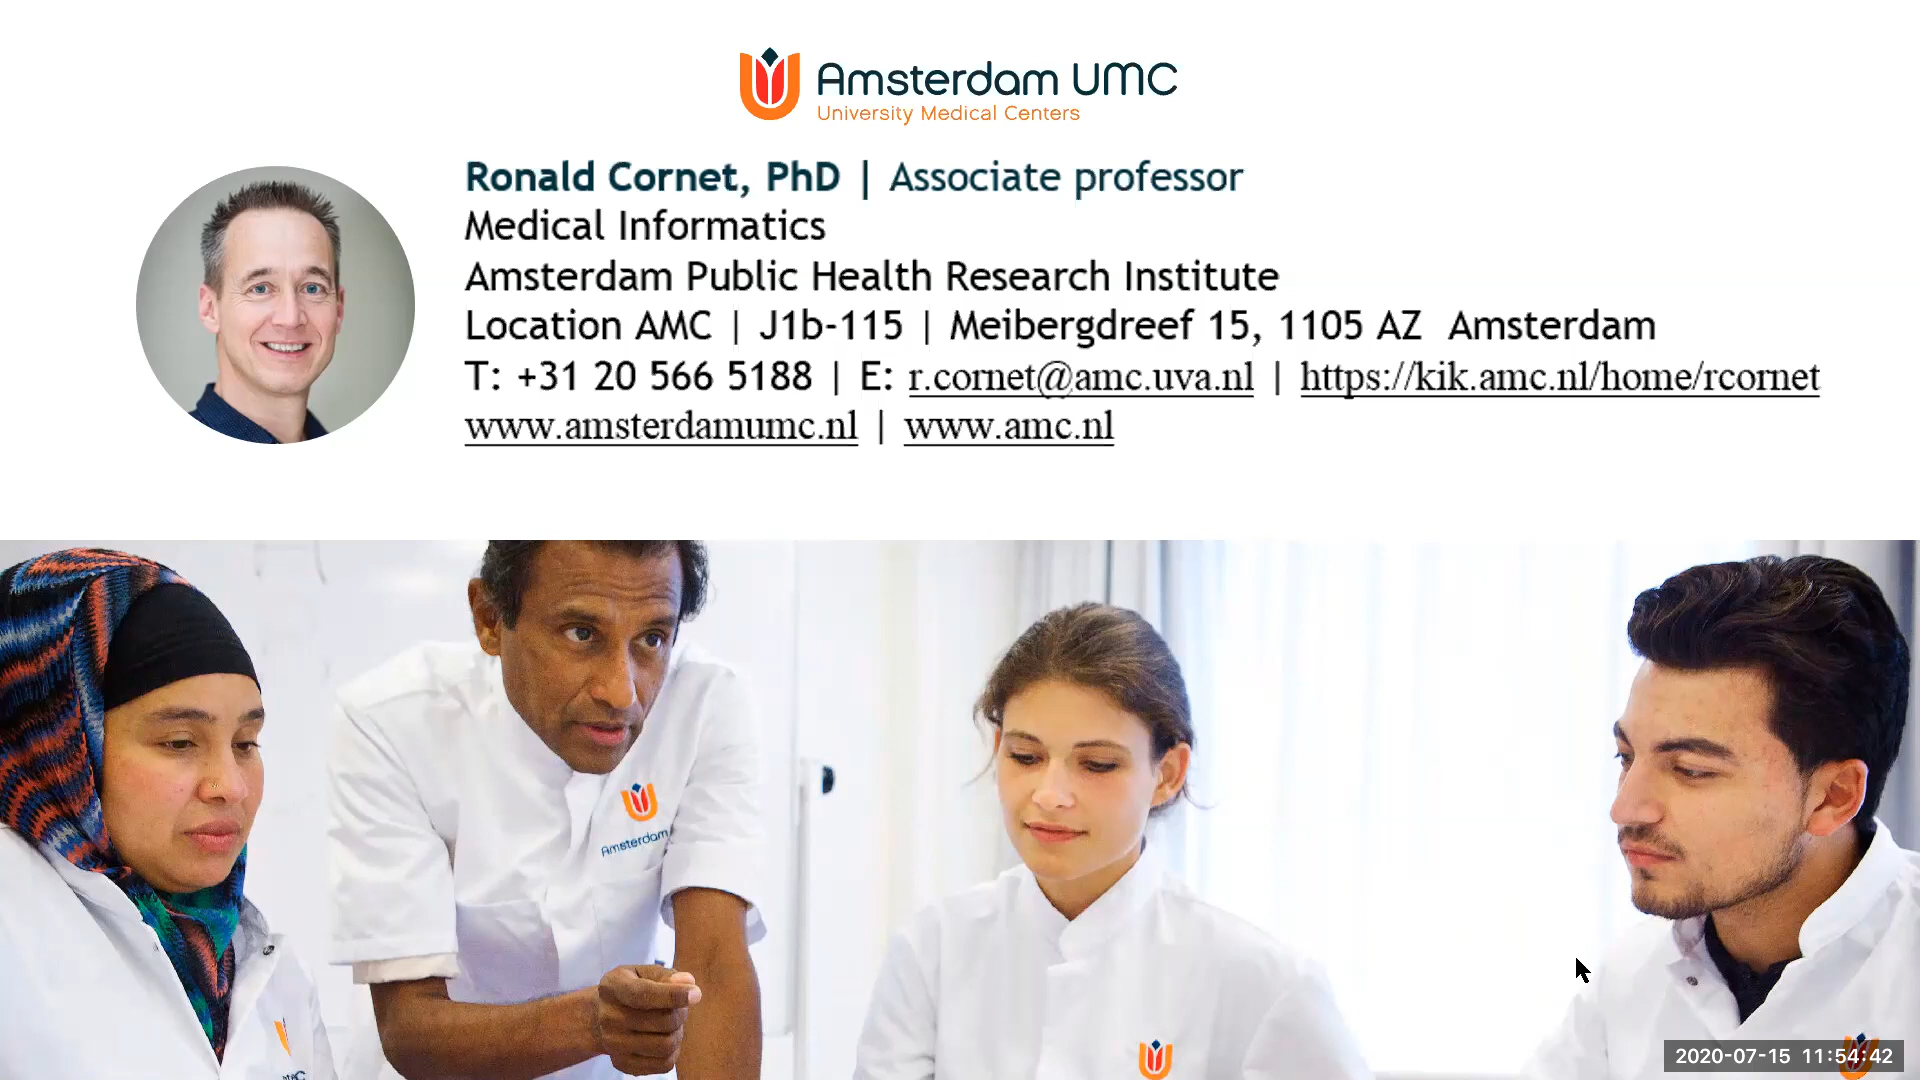 Amsterdam UMC
University Medical Centers
Ronald Cornet, PhD | Associate professor
Medical Informatics
Amsterdam Public Health Research Institute
Location AMC | J1b-115 | Meibergdreef 15, 1105 AZ Amsterdam
T: +31 20 566 5188 | E: r.cornet@amc.uva.nl | https://kik.amc.nl/home/rcornet
www.amsterdamumc.nl | www.amc.nl
Amsterdam
2020-07-15 11:54:42